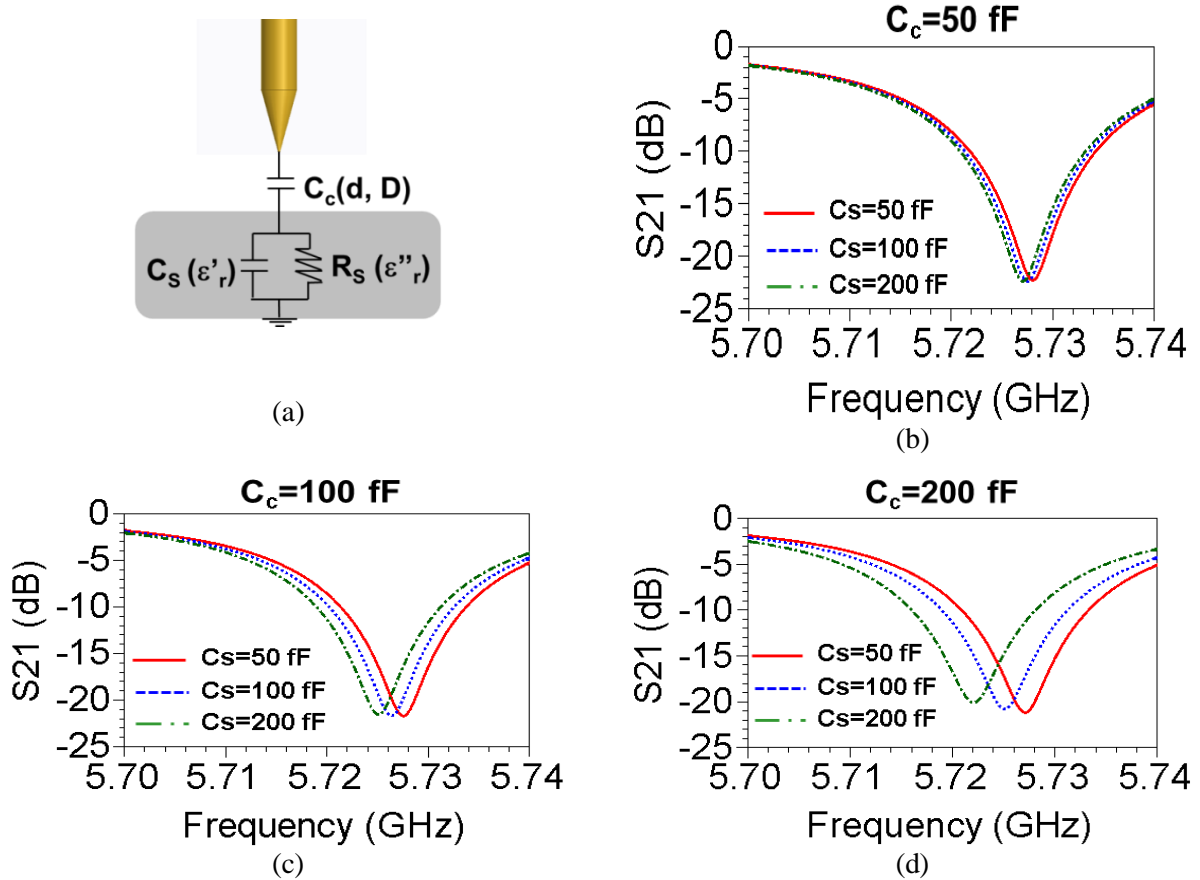 C_c(d, D)
C_S (ε'_r)
R_S (ε''_r)
(a)
C_c=50 fF
0
-5
-10
-15
-20
-25
S21 (dB)
Cs=50 fF
Cs=100 fF
Cs=200 fF
5.70 5.71 5.72 5.73 5.74
Frequency (GHz)
(b)
C_c=100 fF
0
-5
-10
-15
-20
-25
S21 (dB)
Cs=50 fF
Cs=100 fF
Cs=200 fF
5.70 5.71 5.72 5.73 5.74
Frequency (GHz)
(c)
C_c=200 fF
0
-5
-10
-15
-20
-25
S21 (dB)
Cs=50 fF
Cs=100 fF
Cs=200 fF
5.70 5.71 5.72 5.73 5.74
Frequency (GHz)
(d)